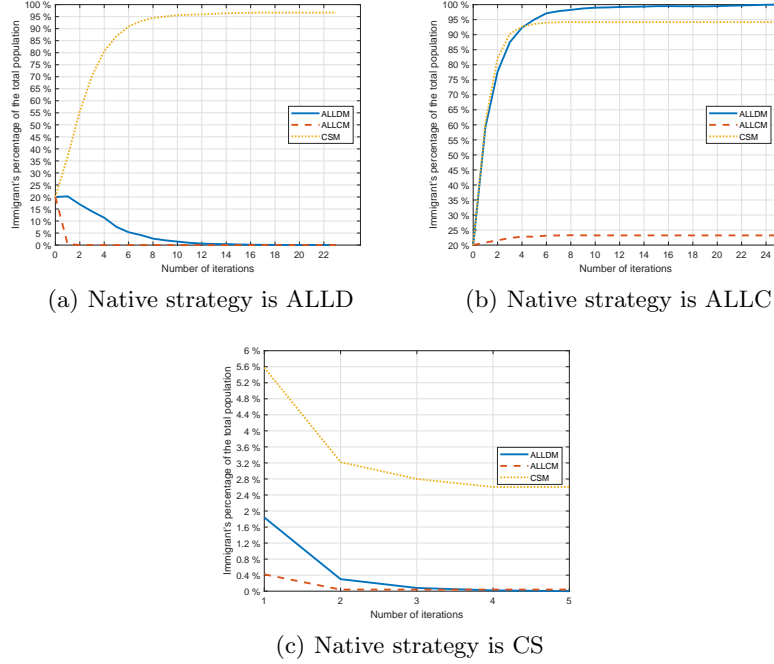 100 %
95 %
90 %
85 %
80 %
75 %
70 %
65 %
60 %
55 %
50 %
45 %
40 %
35 %
30 %
25 %
20 %
15 %
10 %
5 %
0 %
Immigrant's percentage of the total population
ALLDM
ALLCM
CSM
0 2 4 6 8 10 12 14 16 18 20 22
Number of iterations
(a) Native strategy is ALLD
100 %
95 %
90 %
85 %
80 %
75 %
70 %
65 %
60 %
55 %
50 %
45 %
40 %
35 %
30 %
25 %
20 %
Immigrant's percentage of the total population
ALLDM
ALLCM
CSM
0 2 4 6 8 10 12 14 16 18 20 22 24
Number of iterations
(b) Native strategy is ALLC
6 %
5.6 %
5.2 %
4.8 %
4.4 %
4 %
3.6 %
3.2 %
2.8 %
2.4 %
2 %
1.6 %
1.2 %
0.8 %
0.4 %
0 %
Immigrant's percentage of the total population
ALLDM
ALLCM
CSM
1 2 3 4 5
Number of iterations
(c) Native strategy is CS